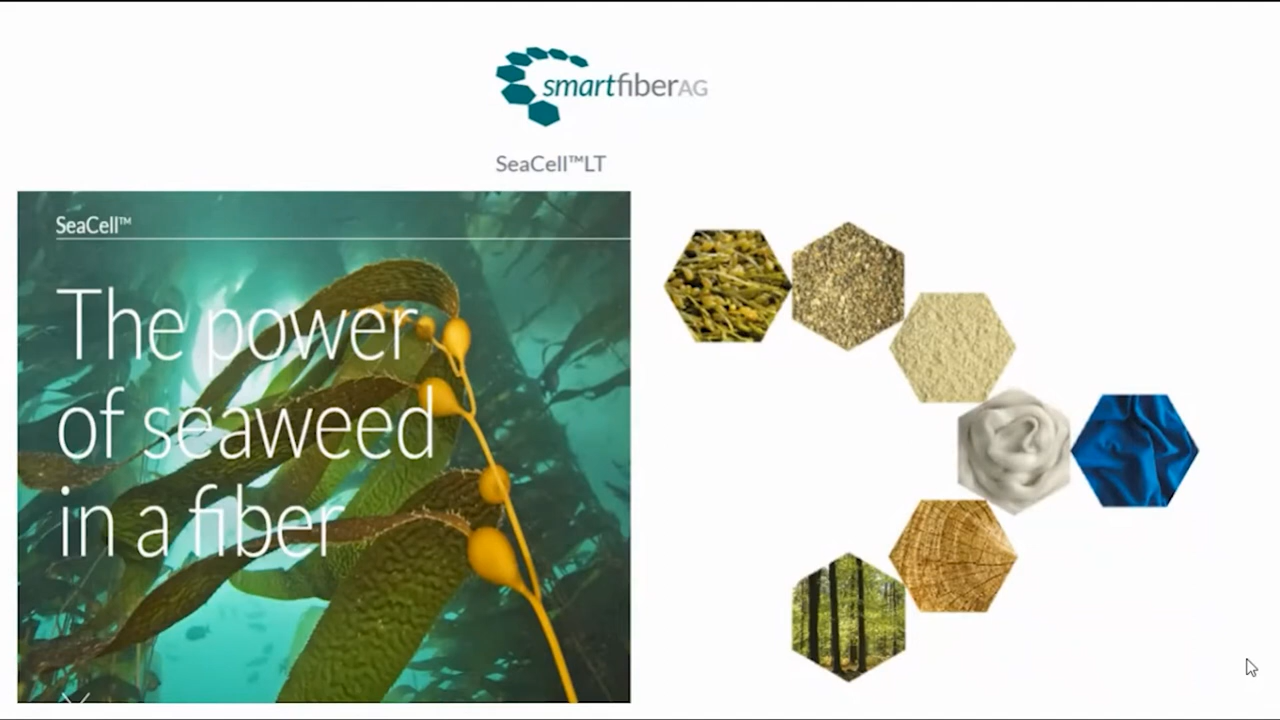 smartfiberAG
SeaCell™LT
SeaCell™
The power
of seaweed
in a fiber